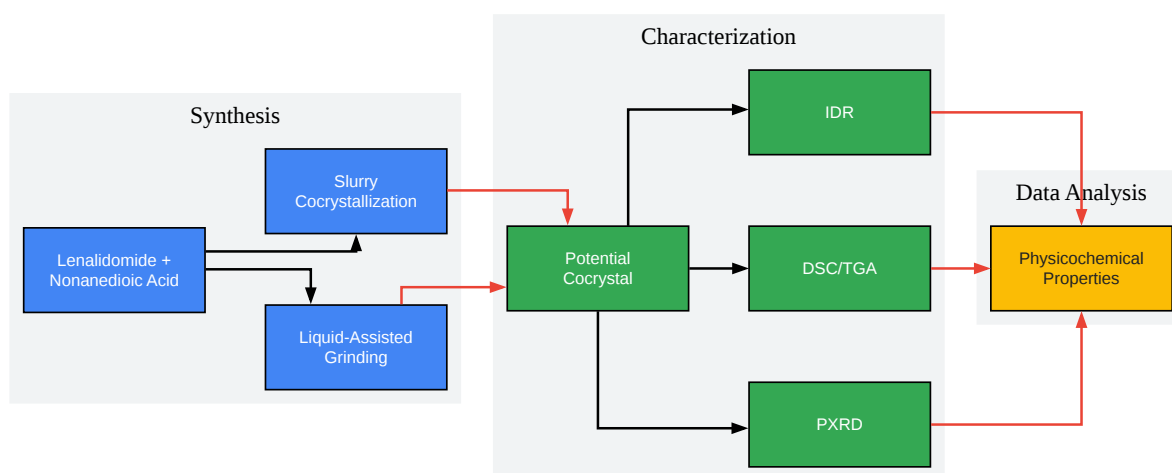 Synthesis
Lenalidomide +
Nonanedioic Acid
Slurry
Cocrystallization
Liquid-Assisted
Grinding
Characterization
Potential
Cocrystal
IDR
DSC/TGA
PXRD
Data Analysis
Physicochemical
Properties